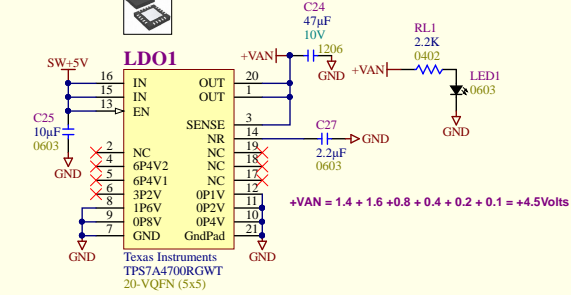 C24
47µF
10V
1206
+VAN
GND
RL1
2.2K
0402
+VAN
LED1
0603
GND
LDO1
SW+5V
16 IN OUT 20
15 IN OUT 1
13 EN
SENSE 3
NR 14
C25
10µF
0603
GND
C27
2.2µF
0603
GND
2 NC NC 19
4 6P4V2 NC 18
5 6P4V1 NC 17
6 3P2V 0P1V 12
8 1P6V 0P2V 11
9 0P8V 0P4V 10
7 GND GndPad 21
GND
GND
+VAN = 1.4 + 1.6 +0.8 + 0.4 + 0.2 + 0.1 = +4.5Volts
Texas Instruments
TPS7A4700RGWT
20-VQFN (5x5)